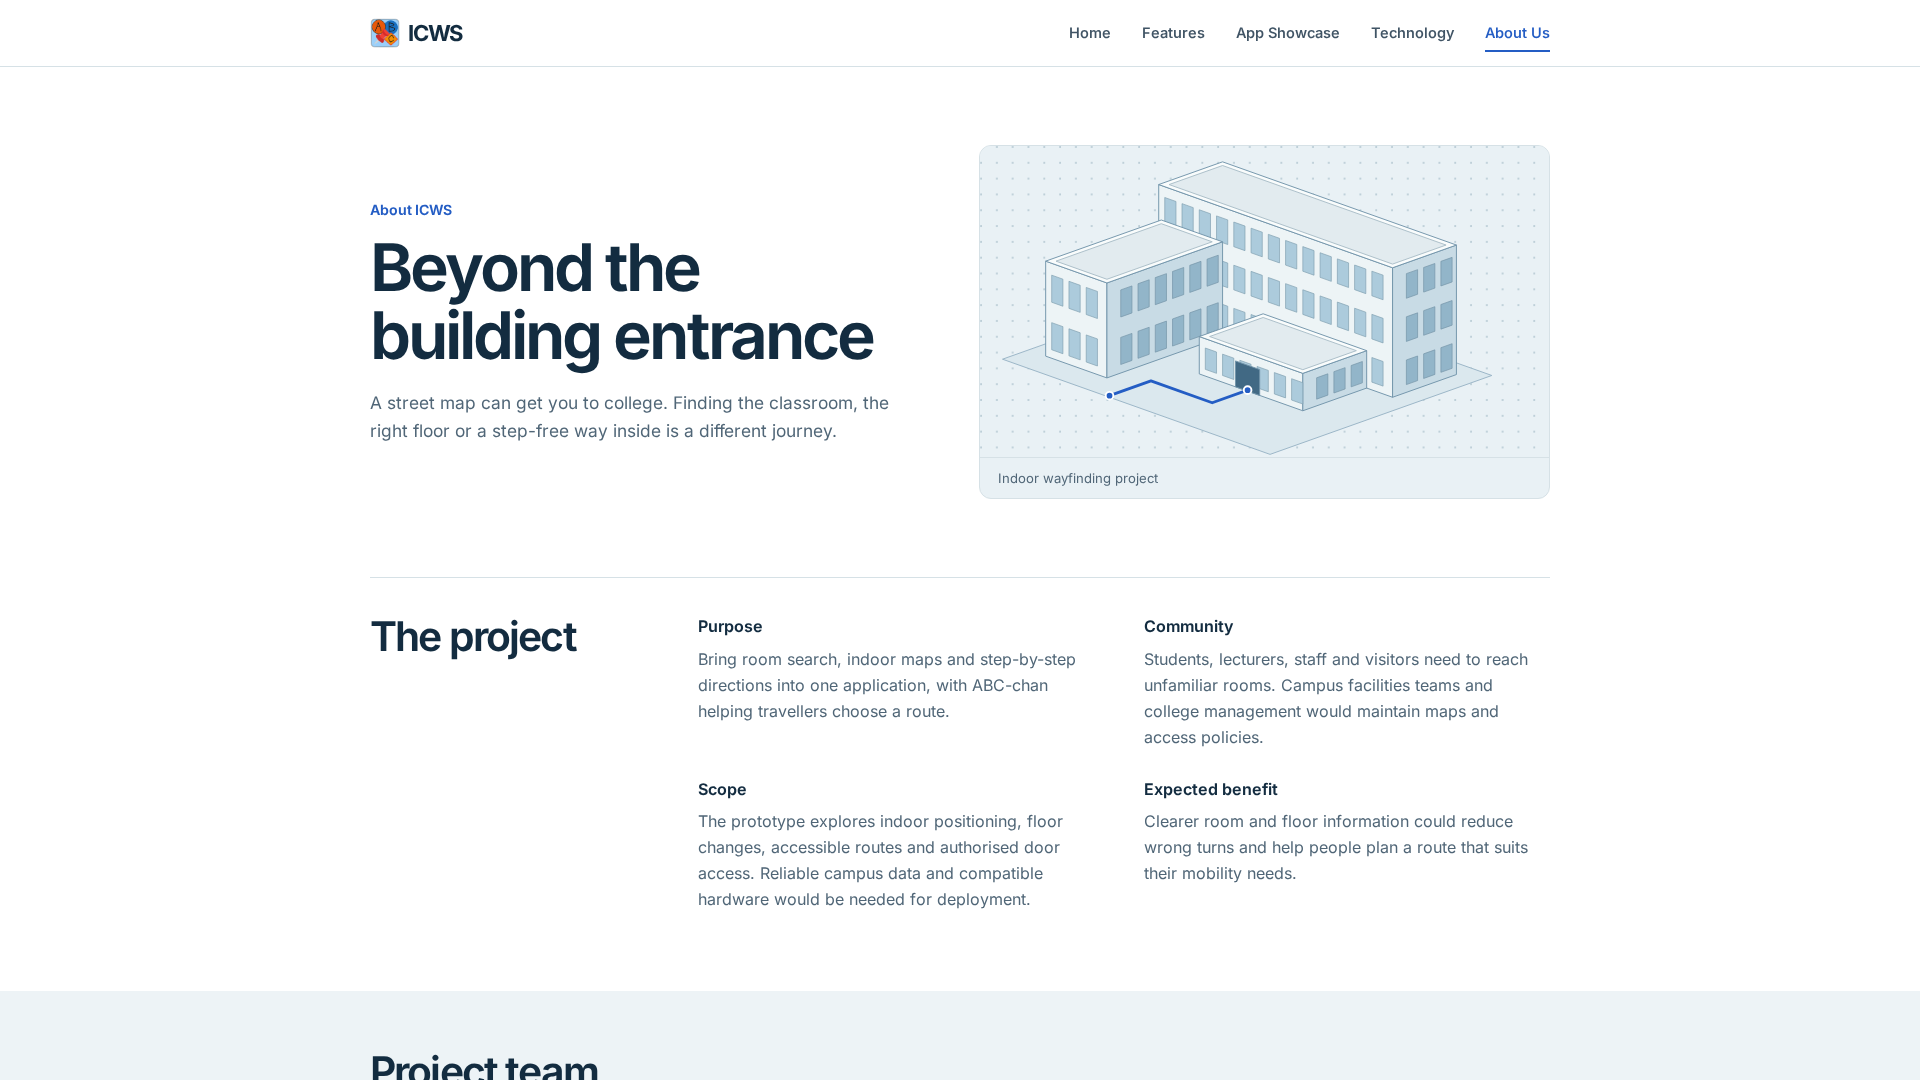 ICWS
Home Features App Showcase Technology About Us
About ICWS
Beyond the
building entrance
A street map can get you to college. Finding the classroom, the
right floor or a step-free way inside is a different journey.
Indoor wayfinding project
The project
Purpose
Bring room search, indoor maps and step-by-step
directions into one application, with ABC-chan
helping travellers choose a route.
Community
Students, lecturers, staff and visitors need to reach
unfamiliar rooms. Campus facilities teams and
college management would maintain maps and
access policies.
Scope
The prototype explores indoor positioning, floor
changes, accessible routes and authorised door
access. Reliable campus data and compatible
hardware would be needed for deployment.
Expected benefit
Clearer room and floor information could reduce
wrong turns and help people plan a route that suits
their mobility needs.
Project team